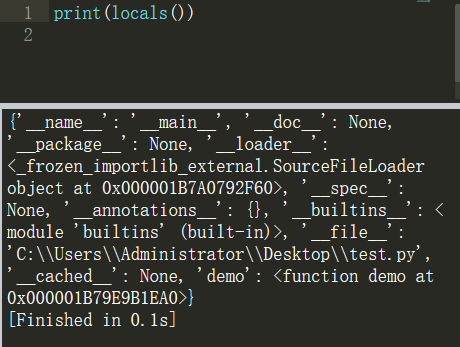 1 print(locals())
2
{'__name__': '__main__', '__doc__': None,
'__package__': None, '__loader__':
<_frozen_importlib_external.SourceFileLoader
object at 0x000001B7A0792F60>, '__spec__':
None, '__annotations__': {}, '__builtins__': <
module 'builtins' (built-in)>, '__file__':
'C:\\Users\\Administrator\\Desktop\\test.py',
'__cached__': None, 'demo': <function demo at
0x000001B79E9B1EA0>}
[Finished in 0.1s]